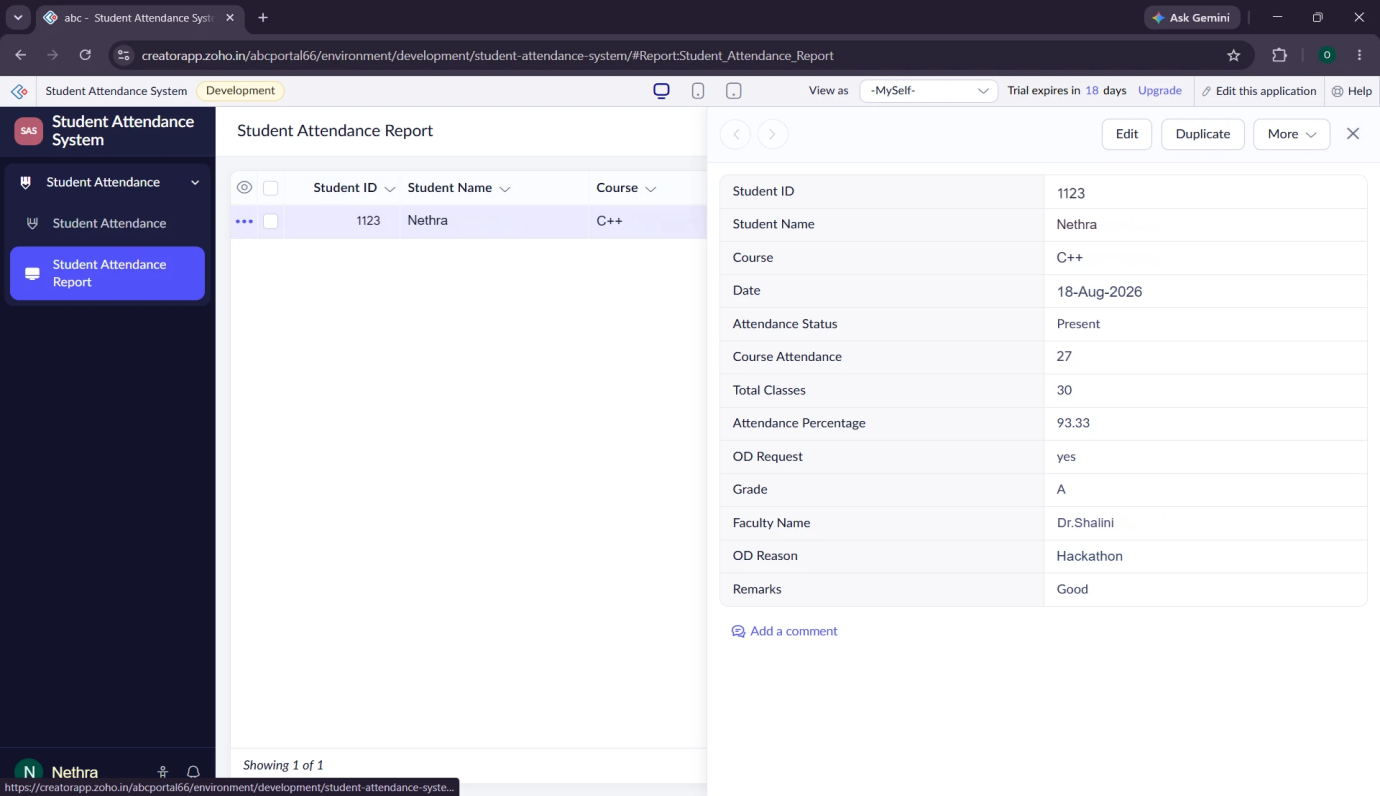 abc - Student Attendance Syste
Ask Gemini
creatorapp.zoho.in/abcportal66/environment/development/student-attendance-system/#Report:Student_Attendance_Report
O
Student Attendance System
Development
View as
-MySelf-
Trial expires in 18 days
Upgrade
Edit this application
Help
SAS
Student Attendance
System
Student Attendance
Student Attendance
Student Attendance
Report
Student Attendance Report
Student ID
Student Name
Course
1123
Nethra
C++
Showing 1 of 1
Edit
Duplicate
More
Student ID
1123
Student Name
Nethra
Course
C++
Date
18-Aug-2026
Attendance Status
Present
Course Attendance
27
Total Classes
30
Attendance Percentage
93.33
OD Request
yes
Grade
A
Faculty Name
Dr.Shalini
OD Reason
Hackathon
Remarks
Good
Add a comment
N
Nethra
https://creatorapp.zoho.in/abcportal66/environment/development/student-attendance-syste...